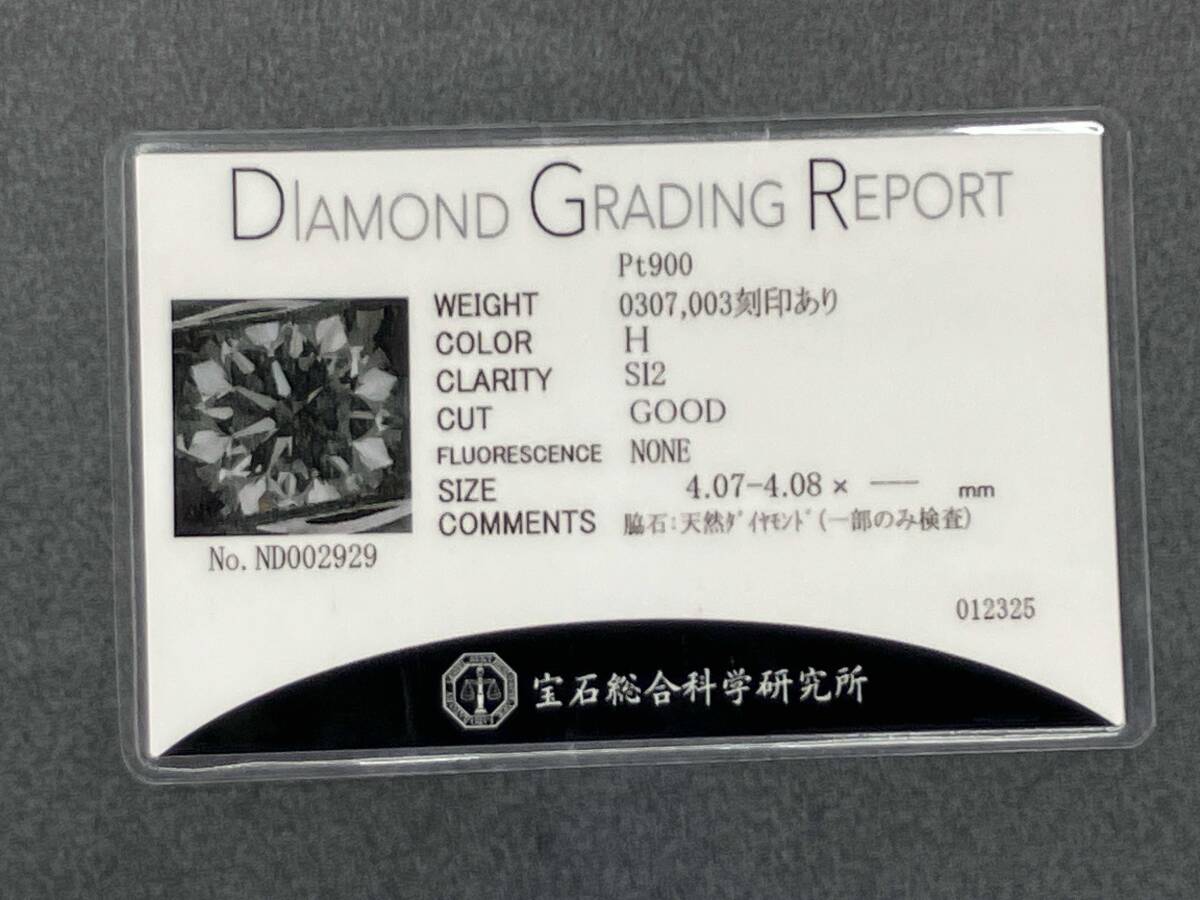 DIAMOND GRADING REPORT
Pt900
WEIGHT 0307,003刻印あり
COLOR H
CLARITY SI2
CUT GOOD
FLUORESCENCE NONE
SIZE 4.07-4.08 × --- mm
COMMENTS 脇石:天然ダイヤモンド(一部のみ検査)
No. ND002929
012325
宝石総合科学研究所